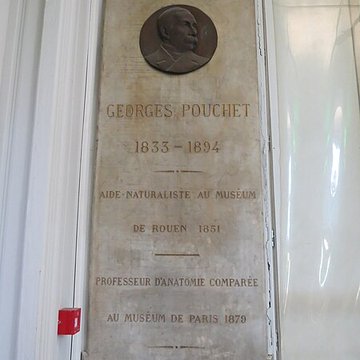 GEORGES POUCHET
1833 - 1894
AIDE-NATURALISTE AU MUSÉUM
DE ROUEN 1851
PROFESSEUR D'ANATOMIE COMPARÉE
AU MUSÉUM DE PARIS 1879